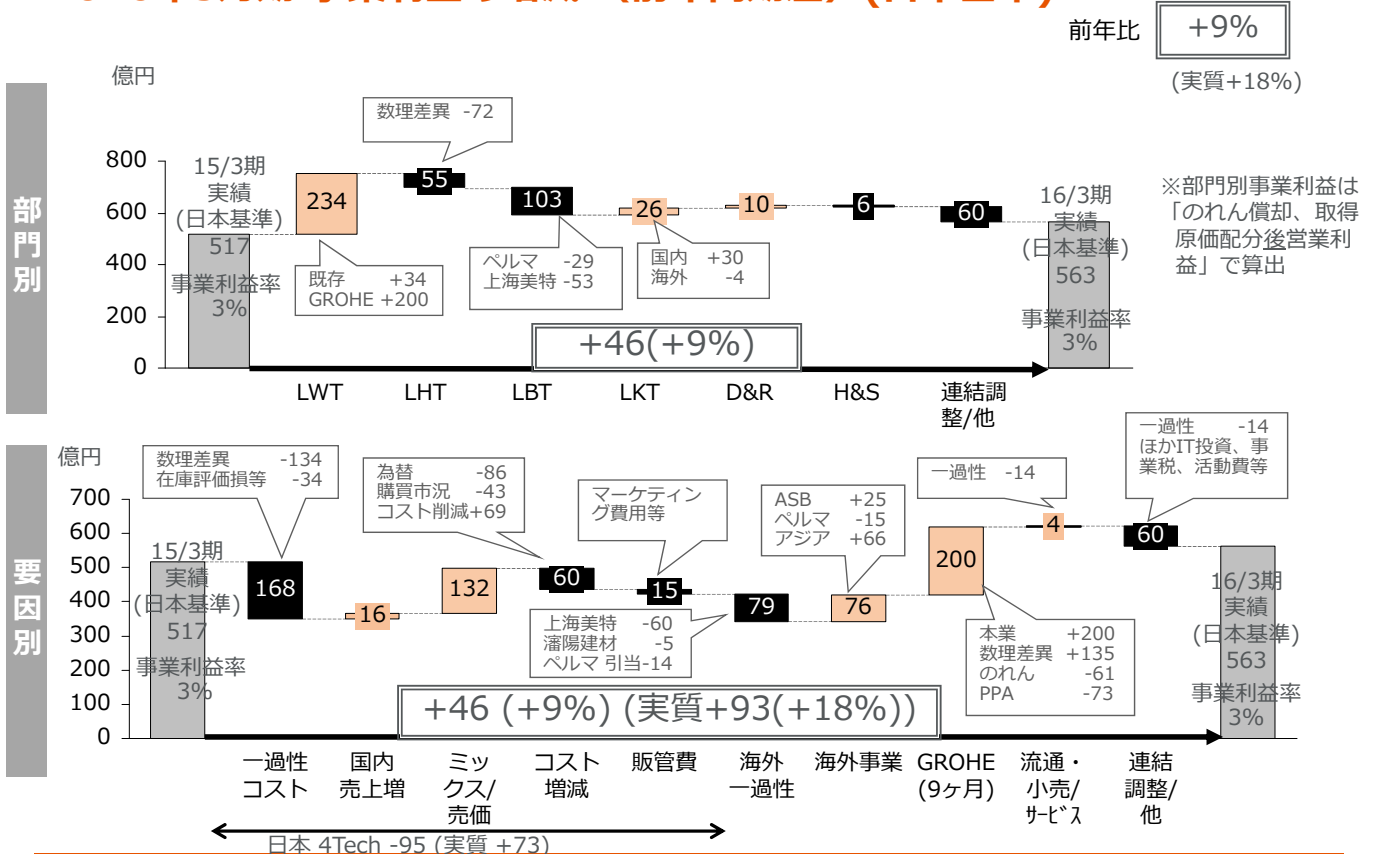 前年比
+9%
(実質+18%)
部門別
億円
800
600
400
200
0
15/3期
実績
(日本基準)
517
事業利益率
3%
234
既存 +34
GROHE +200
数理差異 -72
55
103
ペルマ -29
上海美特 -53
26
国内 +30
海外 -4
10
6
60
16/3期
実績
(日本基準)
563
事業利益率
3%
+46(+9%)
LWT
LHT
LBT
LKT
D&R
H&S
連結調
整/他
※部門別事業利益は
「のれん償却、取得
原価配分後営業利
益」で算出
要因別
億円
700
600
500
400
300
200
100
0
15/3期
実績
(日本基準)
517
事業利益率
3%
数理差異 -134
在庫評価損等 -34
168
16
132
為替 -86
購買市況 -43
コスト削減+69
60
マーケティン
グ費用等
15
上海美特 -60
瀋陽建材 -5
ペルマ 引当-14
79
ASB +25
ペルマ -15
アジア +66
76
200
本業 +200
数理差異 +135
のれん -61
PPA -73
一過性 -14
4
一過性 -14
ほかIT投資、事
業税、活動費等
60
16/3期
実績
(日本基準)
563
事業利益率
3%
+46 (+9%) (実質+93(+18%))
一過性
コスト
国内
売上増
ミッ
クス/
売価
コスト
増減
販管費
海外
一過性
海外事業
GROHE
(9ヶ月)
流通・
小売/
ｻｰﾋﾞｽ
連結
調整/
他
日本 4Tech -95 (実質 +73)